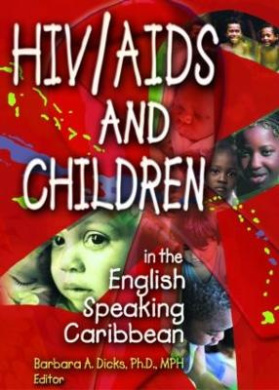 HIV/AIDS
AND
CHILDREN
in the
English
Speaking
Caribbean
Barbara A. Dicks, Ph.D., MPH
Editor